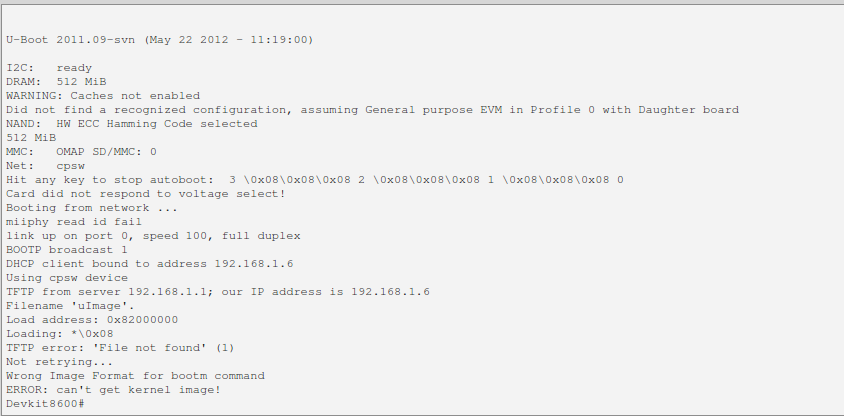 U-Boot 2011.09-svn (May 22 2012 - 11:19:00)
I2C:   ready
DRAM:  512 MiB
WARNING: Caches not enabled
Did not find a recognized configuration, assuming General purpose EVM in Profile 0 with Daughter board
NAND:  HW ECC Hamming Code selected
512 MiB
MMC:   OMAP SD/MMC: 0
Net:   cpsw
Hit any key to stop autoboot:  3 \0x08\0x08\0x08 2 \0x08\0x08\0x08 1 \0x08\0x08\0x08 0
Card did not respond to voltage select!
Booting from network ...
miiphy read id fail
link up on port 0, speed 100, full duplex
BOOTP broadcast 1
DHCP client bound to address 192.168.1.6
Using cpsw device
TFTP from server 192.168.1.1; our IP address is 192.168.1.6
Filename 'uImage'.
Load address: 0x82000000
Loading: *\0x08
TFTP error: 'File not found' (1)
Not retrying...
Wrong Image Format for bootm command
ERROR: can't get kernel image!
Devkit8600#